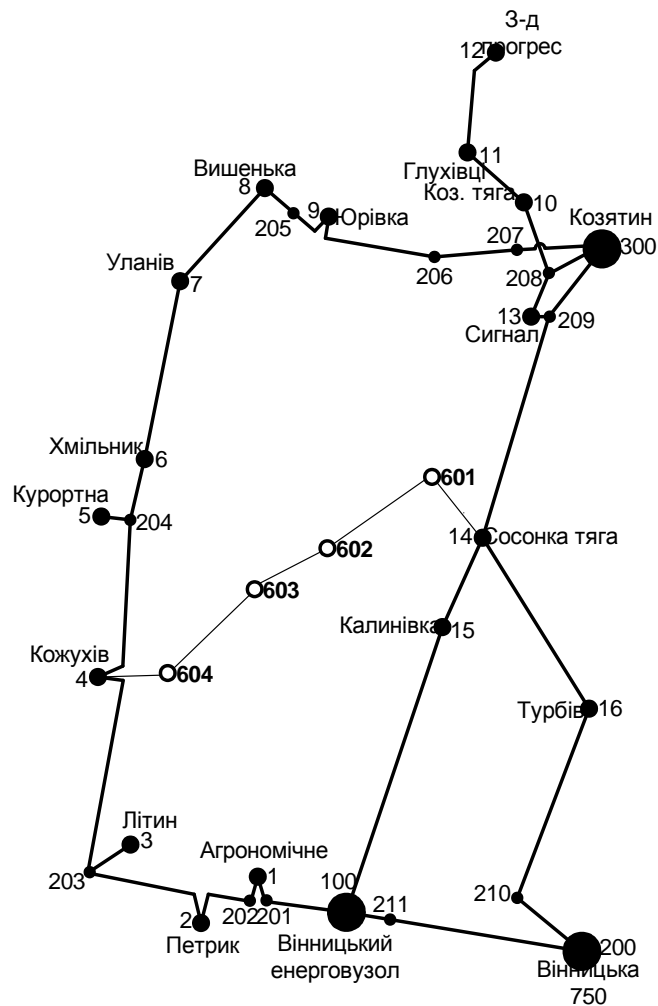 З-д
12 прогрес
11
Глухівці
Коз. тяга 10
Вишенька
8
205
9 Юрівка
207
206
Козятин
300
208
13
209
Сигнал
Уланів
7
Хмільник
6
Курортна
5
204
601
14 Сосонка тяга
602
603
Калинівка 15
Кожухів
4
604
Турбів 16
Літин
3
203
Агрономічне
1
100
202 201
211
210
2
Петрик
Вінницький
енерговузол
200
Вінницька
750